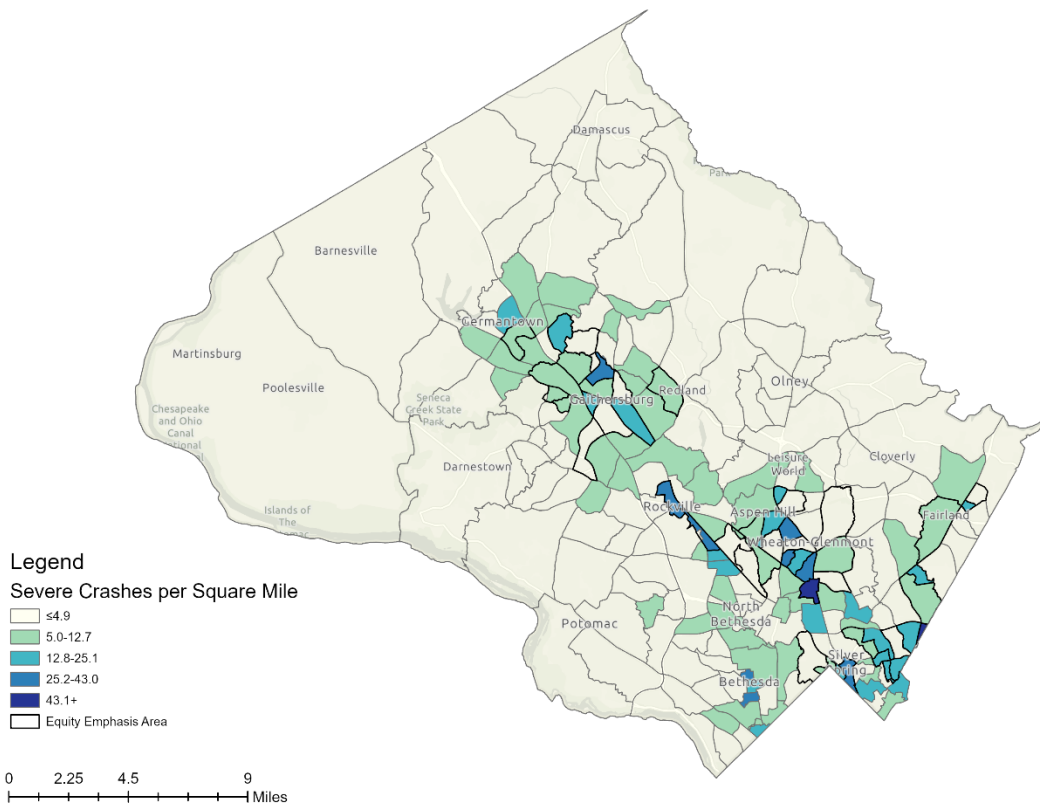 Damascus
Park
Barnesville
Germantown
Martinsburg
Poolesville
Olney
Redland
Gaithersburg
Seneca
Creek State
Park
Chesapeake
and Ohio
Canal
Darnestown
Leisure
World
Cloverly
Rockville
Aspen Hill
Fairland
Islands of
The
Wheaton-Glenmont
Legend
Severe Crashes per Square Mile
≤4.9
5.0-12.7
12.8-25.1
25.2-43.0
43.1+
Equity Emphasis Area
North
Bethesda
Potomac
Silver
Bethesda
0 2.25 4.5 9
Miles